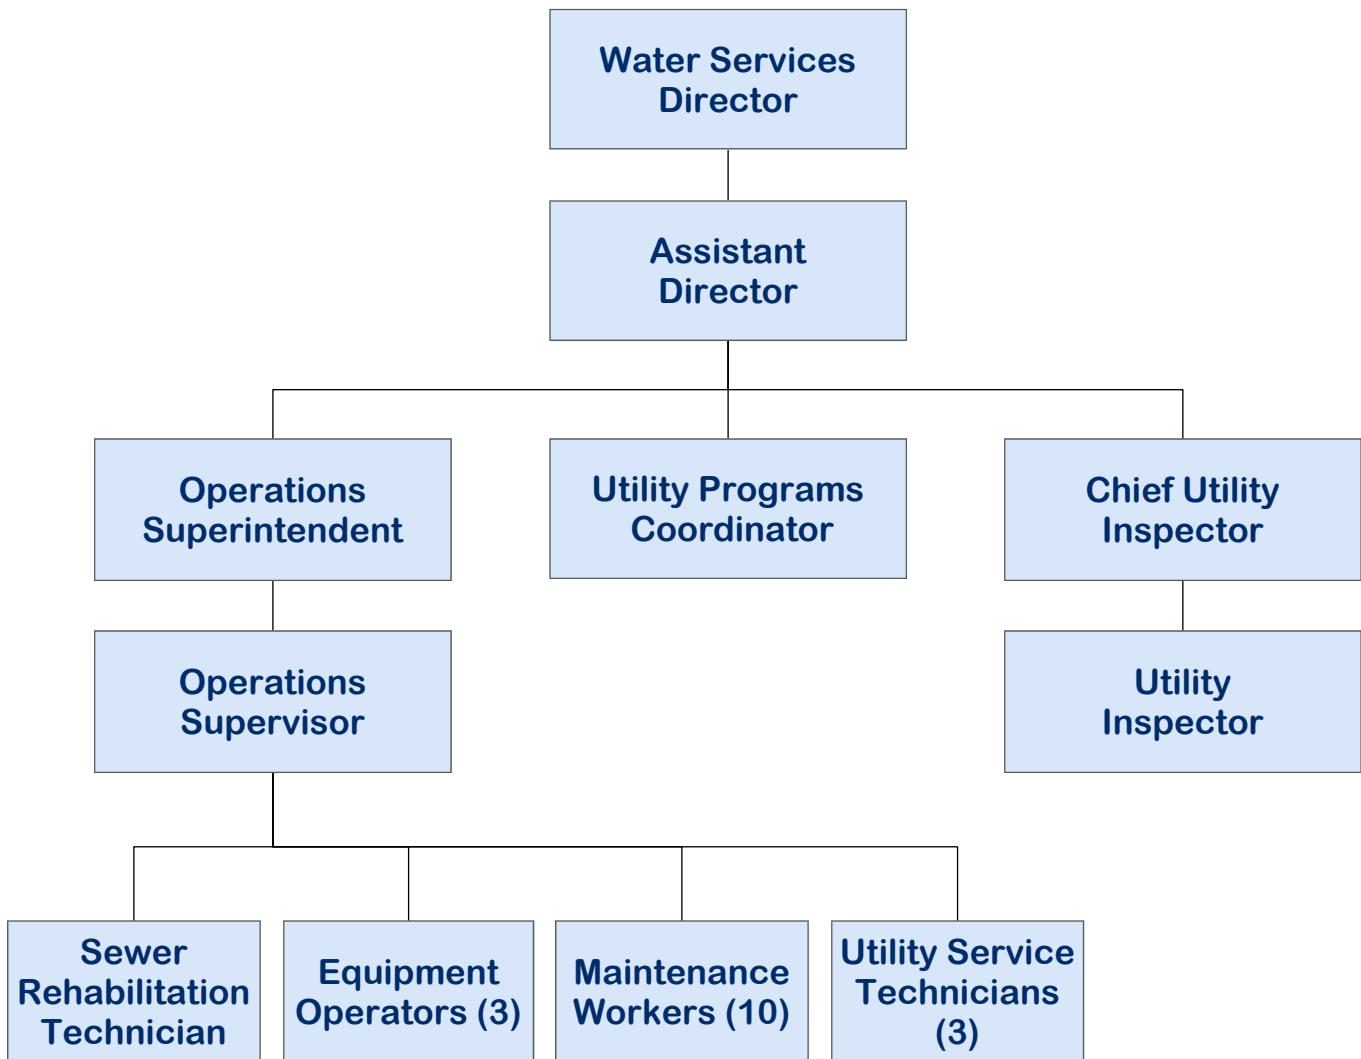 Water Services
Director
Assistant
Director
Operations
Superintendent
Utility Programs
Coordinator
Chief Utility
Inspector
Operations
Supervisor
Utility
Inspector
Sewer
Rehabilitation
Technician
Equipment
Operators (3)
Maintenance
Workers (10)
Utility Service
Technicians
(3)